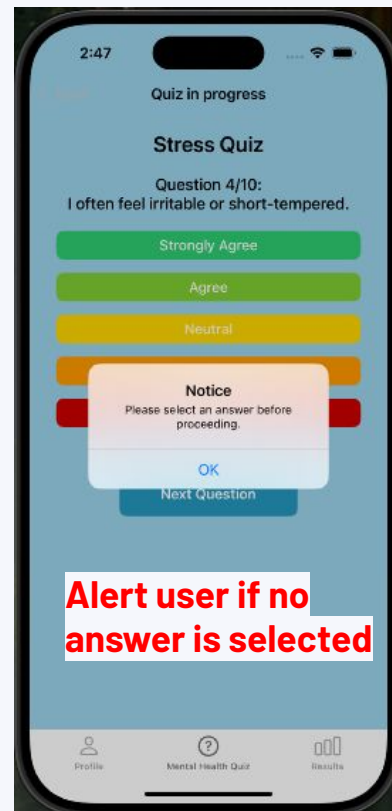 2:47
Quiz in progress
Stress Quiz
Question 4/10:
I often feel irritable or short-tempered.
Strongly Agree
Agree
Neutral
Notice
Please select an answer before
proceeding.
OK
Next Question
Alert user if no
answer is selected
Profile
Mental Health Quiz
Results